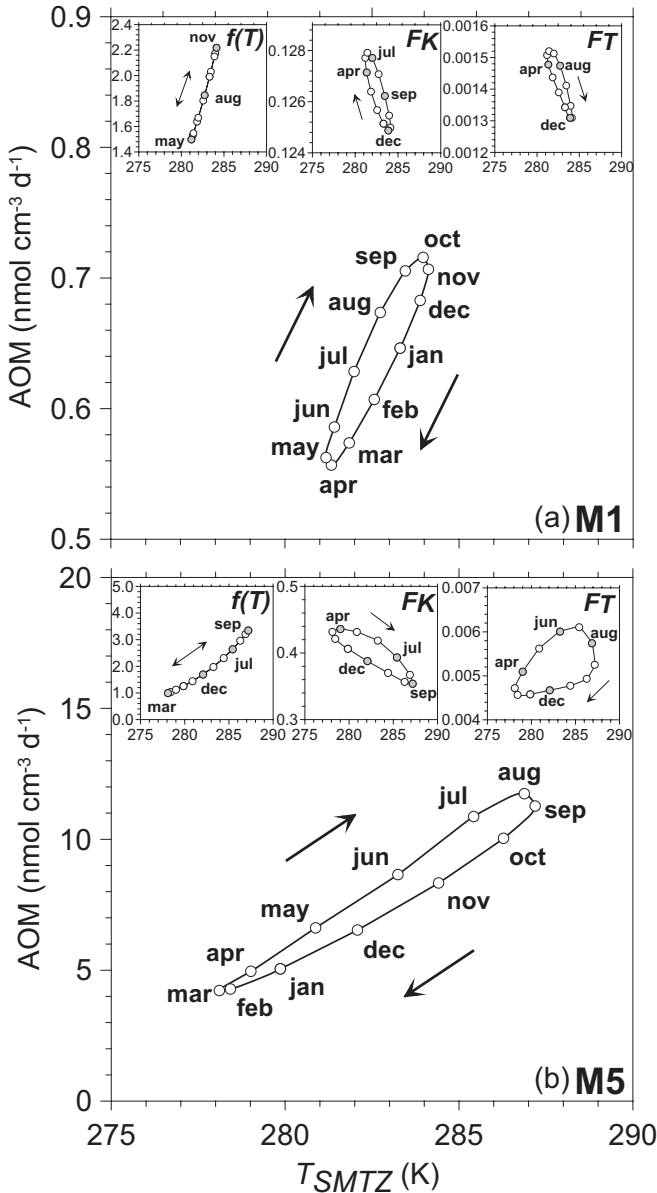 0.9
0.8
0.7
0.6
0.5
AOM (nmol cm-3 d-1)
f(T)
2.4
2.2
2.0
1.8
1.6
1.4
nov
aug
may
275 280 285 290
FK
0.128
0.126
0.124
jul
apr
sep
dec
275 280 285 290
FT
0.0016
0.0015
0.0014
0.0013
0.0012
apr
aug
dec
275 280 285 290
oct
sep
nov
aug
dec
jul
jan
jun
feb
may
mar
apr
(a) M1
20
15
10
5
0
AOM (nmol cm-3 d-1)
f(T)
5.0
4.0
3.0
2.0
1.0
0.0
sep
jul
dec
mar
275 280 285 290
FK
0.5
0.4
0.3
apr
jul
dec
sep
275 280 285 290
FT
0.007
0.006
0.005
0.004
jun
aug
apr
dec
275 280 285 290
aug
jul
sep
jun
oct
may
nov
apr
dec
mar
feb
jan
(b) M5
275 280 285 290
TSMTZ (K)